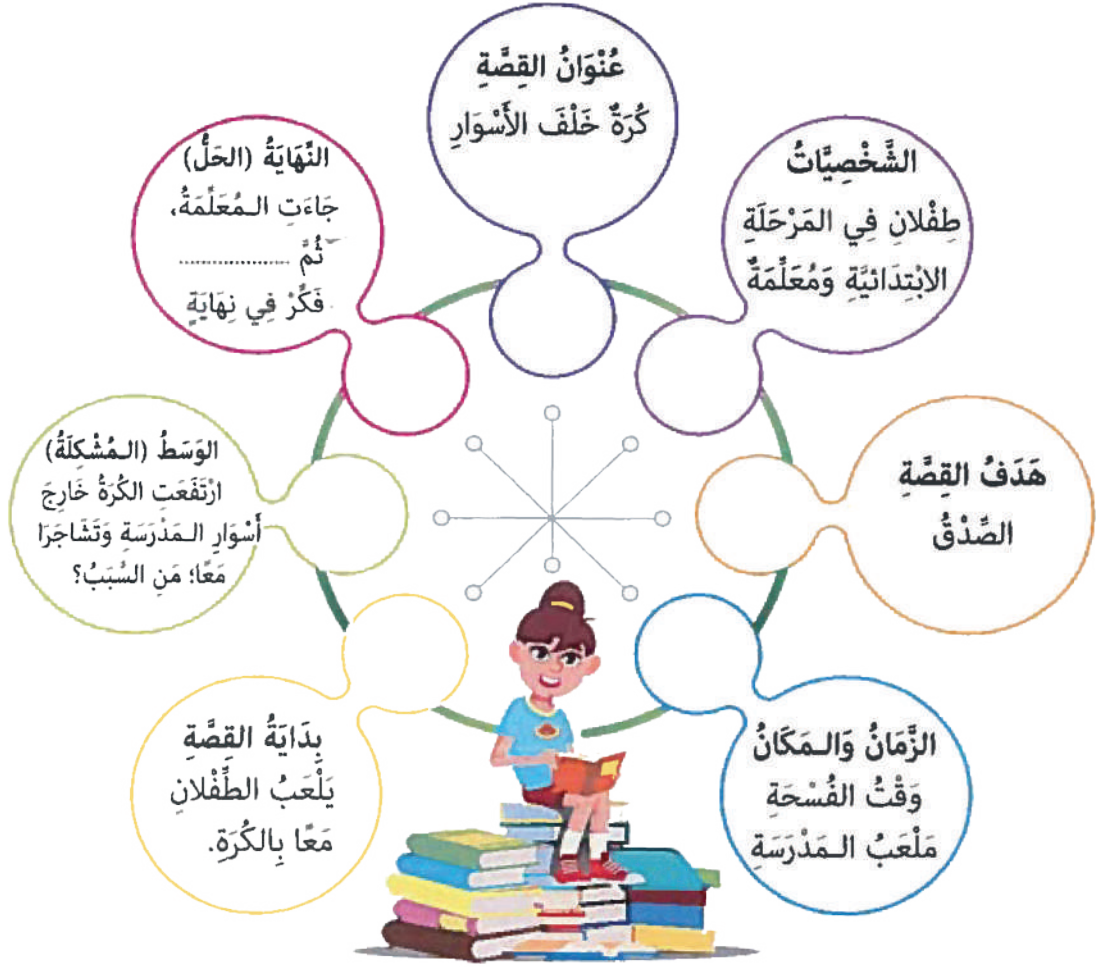 عُنْوَانُ القِصَّةِ
كُرَةٌ خَلْفَ الأَسْوَارِ
الشَّخْصِيَّاتُ
طِفْلَانِ فِي المَرْحَلَةِ
الابْتِدَائيَّةِ وَمُعَلِّمَةٌ
هَدَفُ القِصَّةِ
الصِّدْقُ
الزَّمَانُ وَالـمَكَانُ
وَقْتُ الفُسْحَةِ
مَلْعَبُ الـمَدْرَسَةِ
بِدَايَةُ القِصَّةِ
يَلْعَبُ الطِّفْلَانِ
مَعًا بِالكُرَةِ.
الوَسَطُ (الـمُشْكِلَةُ)
ارْتَفَعَتِ الكُرَةُ خَارِجَ
أَسْوَارِ الـمَدْرَسَةِ وَتَشَاجَرَا
مَعًا؛ مَنِ السَّبَبُ؟
النِّهَايَةُ (الحَلُّ)
جَاءَتِ الـمُعَلِّمَةُ،
ثُمَّ ....................
فَكِّرْ فِي نِهَايَةٍ